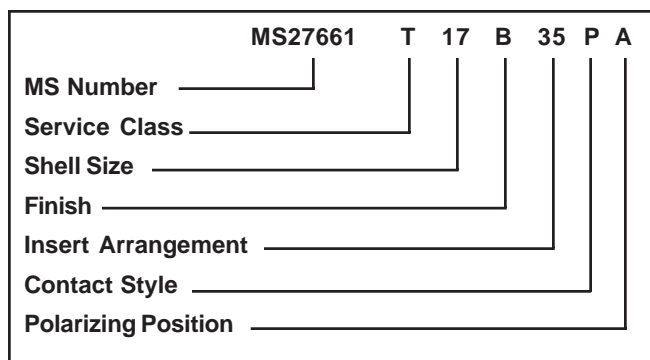 MS27661 T 17 B 35 P A
MS Number
Service Class
Shell Size
Finish
Insert Arrangement
Contact Style
Polarizing Position